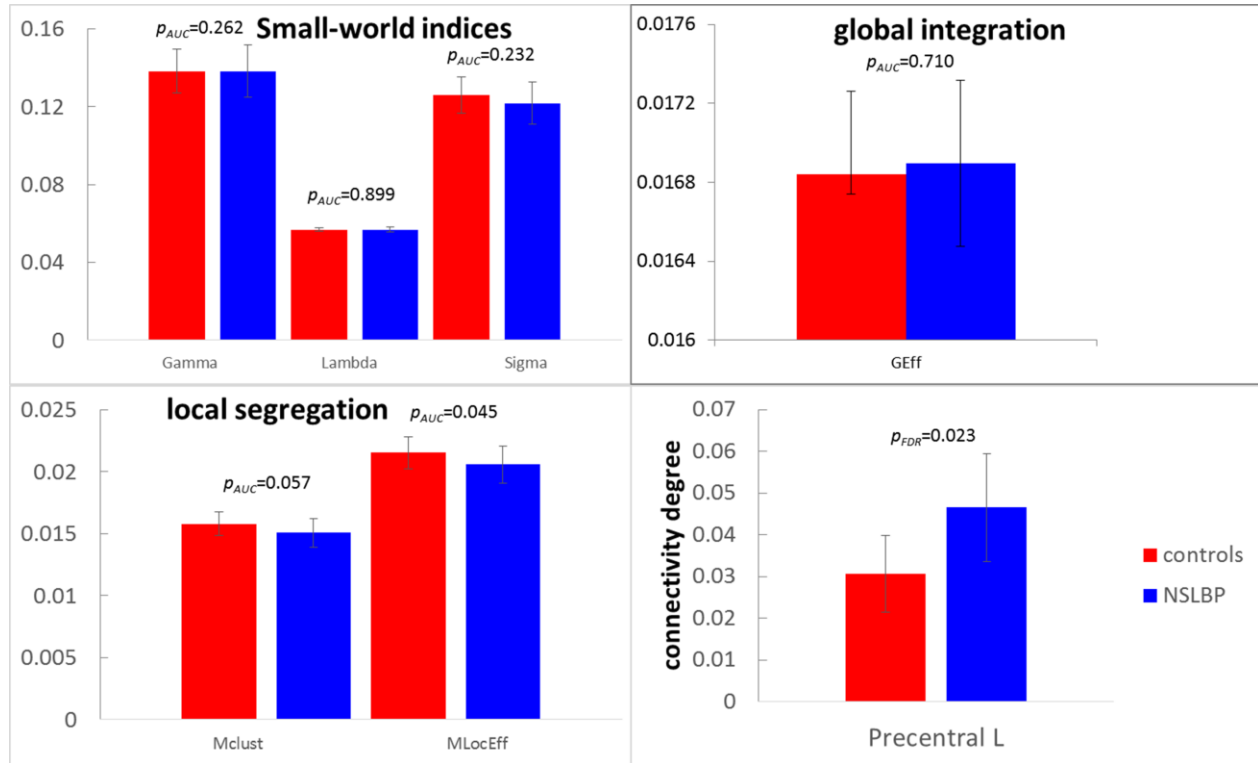 Small-world indices
0.16
0.12
0.08
0.04
0
pAUC=0.262
pAUC=0.899
pAUC=0.232
Gamma
Lambda
Sigma
global integration
0.0176
0.0172
0.0168
0.0164
0.016
pAUC=0.710
GEff
local segregation
0.025
0.02
0.015
0.01
0.005
0
pAUC=0.057
pAUC=0.045
Mclust
MLocEff
connectivity degree
0.07
0.06
0.05
0.04
0.03
0.02
0.01
0
pFDR=0.023
Precentral L
controls
NSLBP